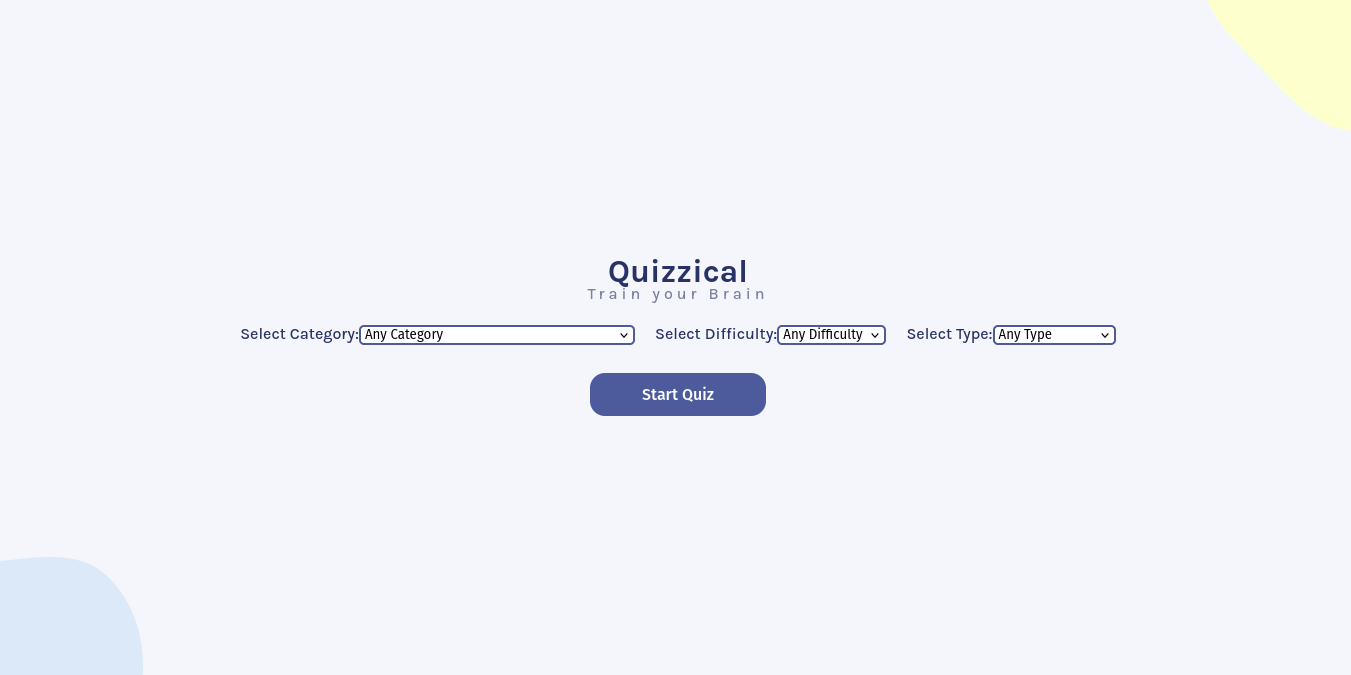 Quizzical
Train your Brain
Select Category: Any Category Select Difficulty: Any Difficulty Select Type: Any Type
Start Quiz